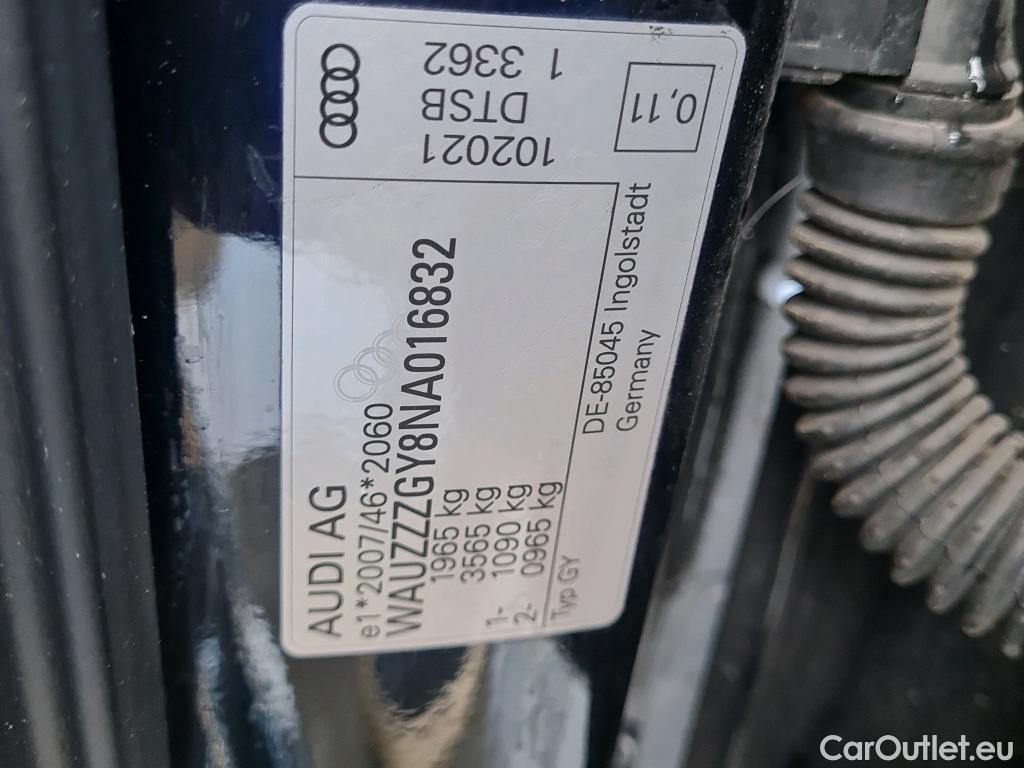 AUDI AG
e1*2007/46*2060
WAUZZZGY8NA016832
1965 kg
3565 kg
1- 1090 kg
2- 0965 kg
Typ GY
DE-85045 Ingolstadt
Germany
102021
DTSB
1 3362
0,11
CarOutlet.eu